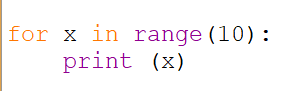 for x in range(10):
    print (x)